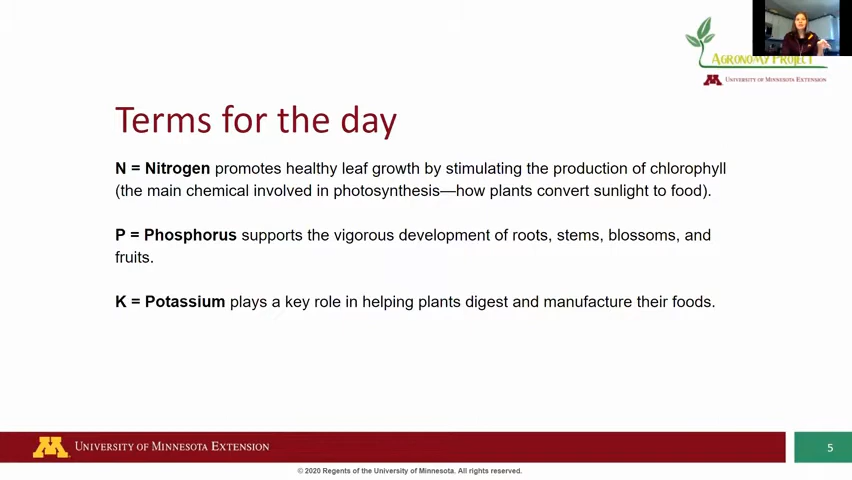 AGRONOMY PROJECT
UNIVERSITY OF MINNESOTA EXTENSION
Terms for the day
N = Nitrogen promotes healthy leaf growth by stimulating the production of chlorophyll
(the main chemical involved in photosynthesis—how plants convert sunlight to food).
P = Phosphorus supports the vigorous development of roots, stems, blossoms, and
fruits.
K = Potassium plays a key role in helping plants digest and manufacture their foods.
UNIVERSITY OF MINNESOTA EXTENSION
5
© 2020 Regents of the University of Minnesota. All rights reserved.